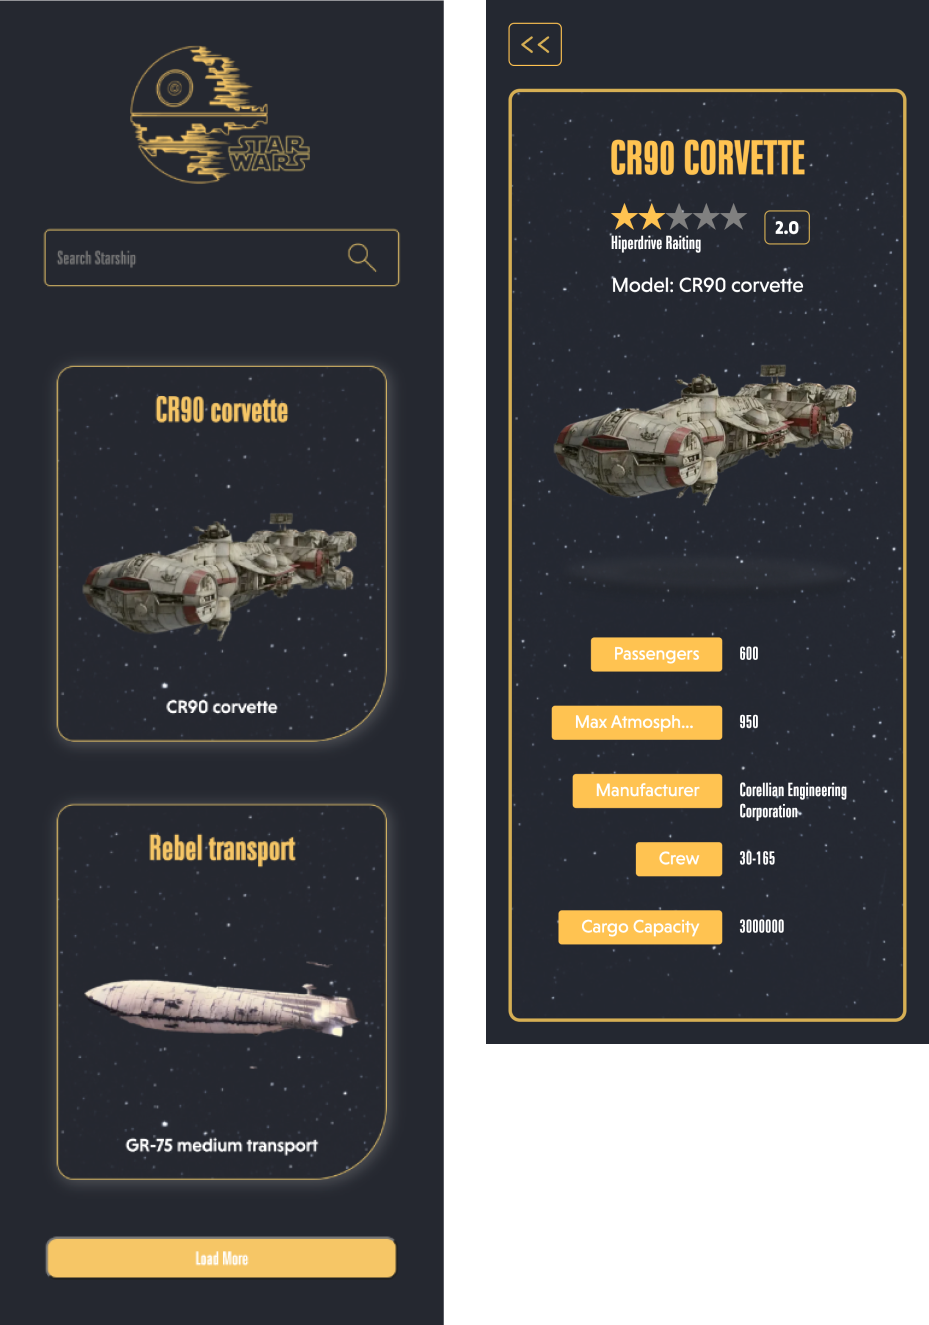 STAR
WARS
Search Starship
CR90 corvette
CR90 corvette
Rebel transport
GR-75 medium transport
Load More
<<
CR90 CORVETTE
2.0
Hiperdrive Raiting
Model: CR90 corvette
Passengers 600
Max Atmosph... 950
Manufacturer Corellian Engineering
Corporation
Crew 30-165
Cargo Capacity 3000000